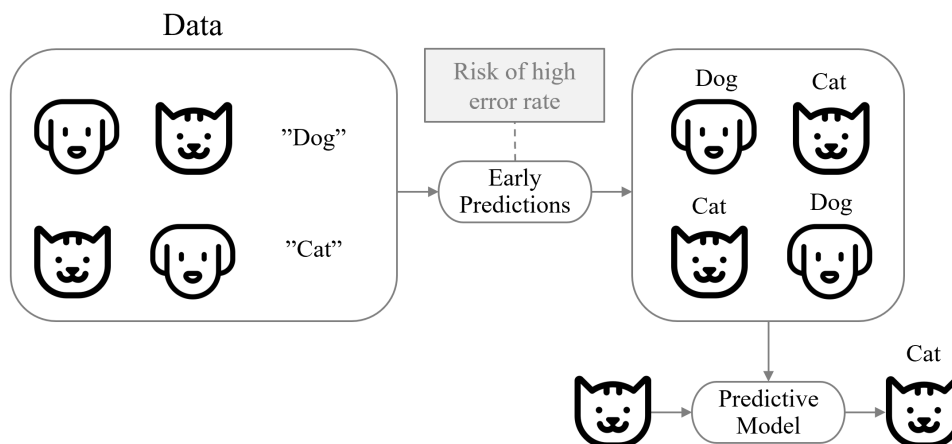 Data
Risk of high
error rate
Dog
Cat
”Dog”
Early
Predictions
Cat
Dog
”Cat”
Cat
Predictive
Model